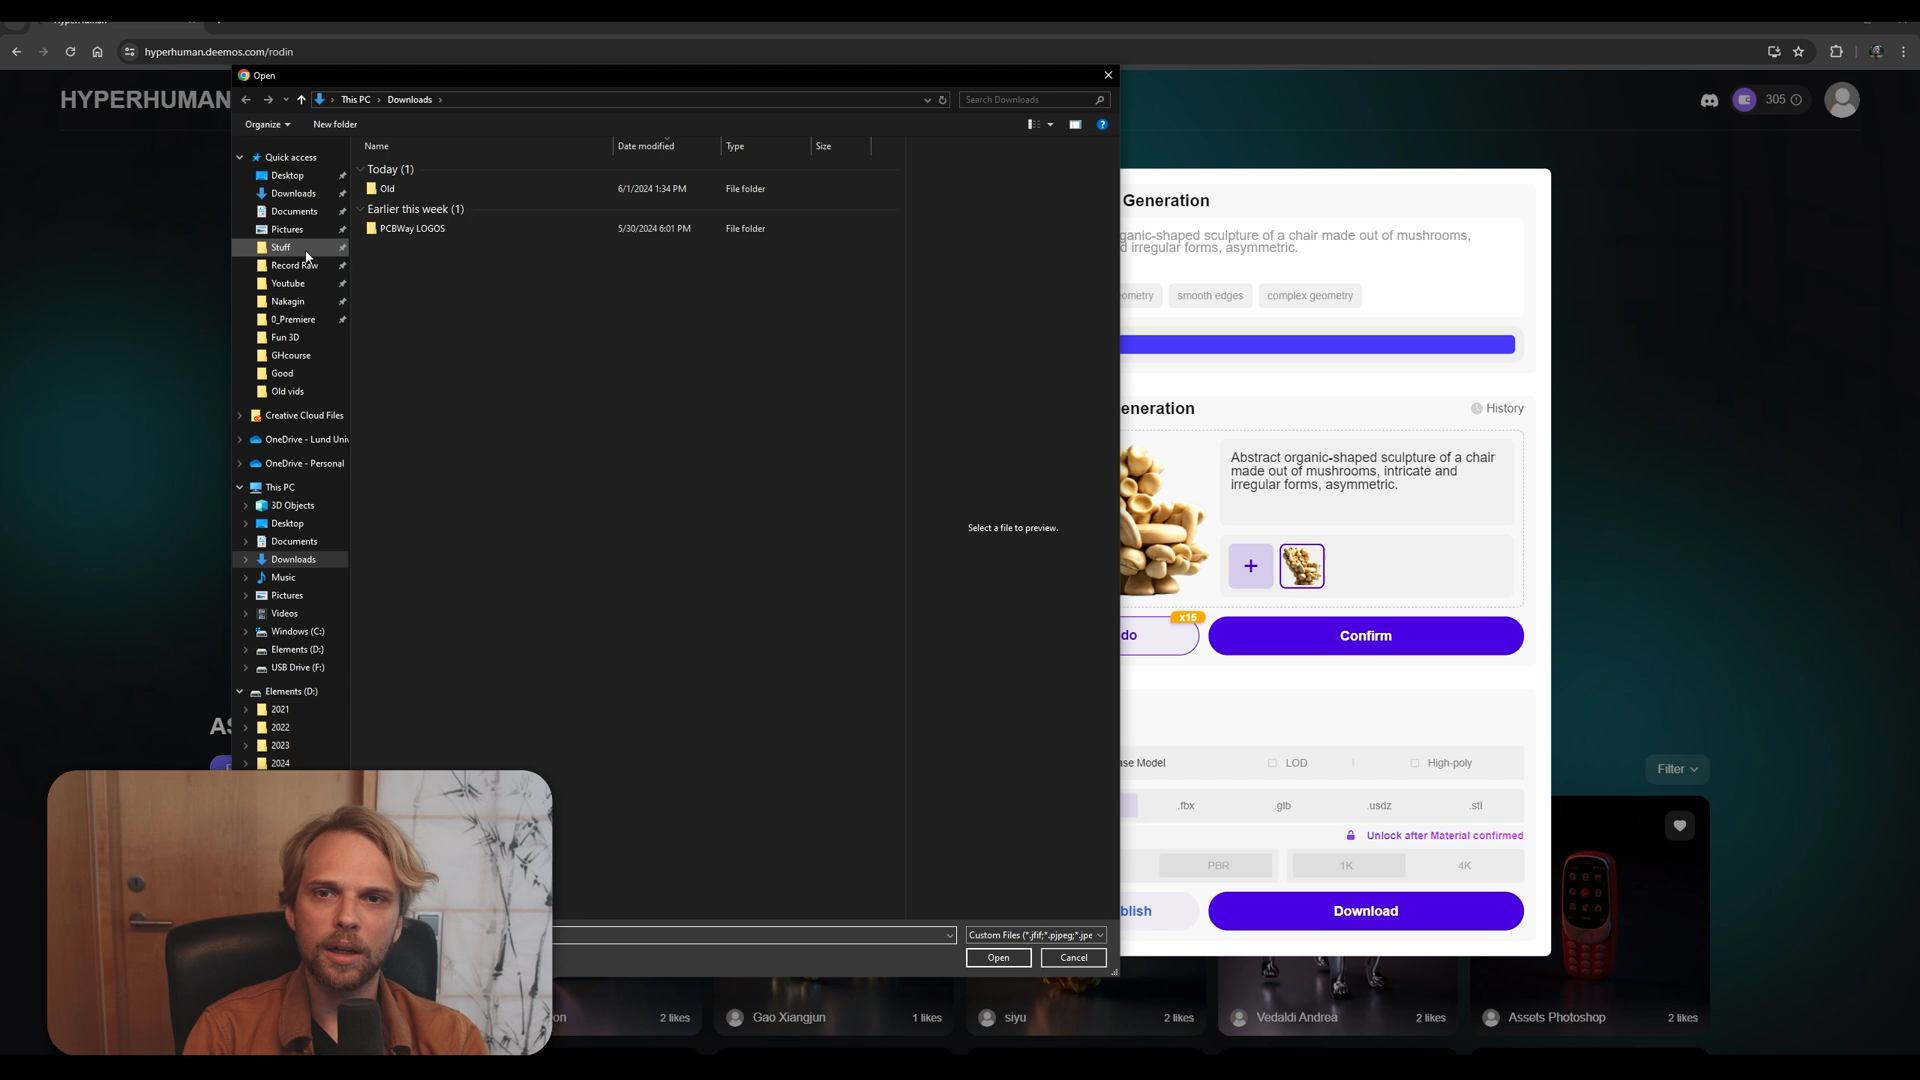 hyperhuman.deemos.com/rodin
Open
HYPERHUMAN
This PC > Downloads >
Search Downloads
305
Organize
New folder
Name
Date modified
Type
Size
Quick access
Desktop
Downloads
Documents
Pictures
Stuff
Record Raw
Youtube
Nakagin
0_Premiere
Fun 3D
GHcourse
Good
Old vids
Creative Cloud Files
OneDrive - Lund Univ
OneDrive - Personal
This PC
3D Objects
Desktop
Documents
Downloads
Music
Pictures
Videos
Windows (C:)
Elements (D:)
USB Drive (F:)
Elements (D:)
2021
2022
2023
2024
Today (1)
Old 6/1/2024 1:34 PM File folder
Earlier this week (1)
PCBWay LOGOS 5/30/2024 6:01 PM File folder
Select a file to preview.
Custom Files (*.jfif;*.pjpeg;*.jpe
Open
Cancel
Generation
ganic-shaped sculpture of a chair made out of mushrooms,
d irregular forms, asymmetric.
ometry
smooth edges
complex geometry
eneration
History
Abstract organic-shaped sculpture of a chair
made out of mushrooms, intricate and
irregular forms, asymmetric.
+
x15
do
Confirm
ase Model
LOD
High-poly
.fbx
.glb
.usdz
.stl
Unlock after Material confirmed
PBR
1K
4K
blish
Download
AS
Filter
on
2 likes
Gao Xiangjun
1 likes
siyu
2 likes
Vedaldi Andrea
2 likes
Assets Photoshop
2 likes